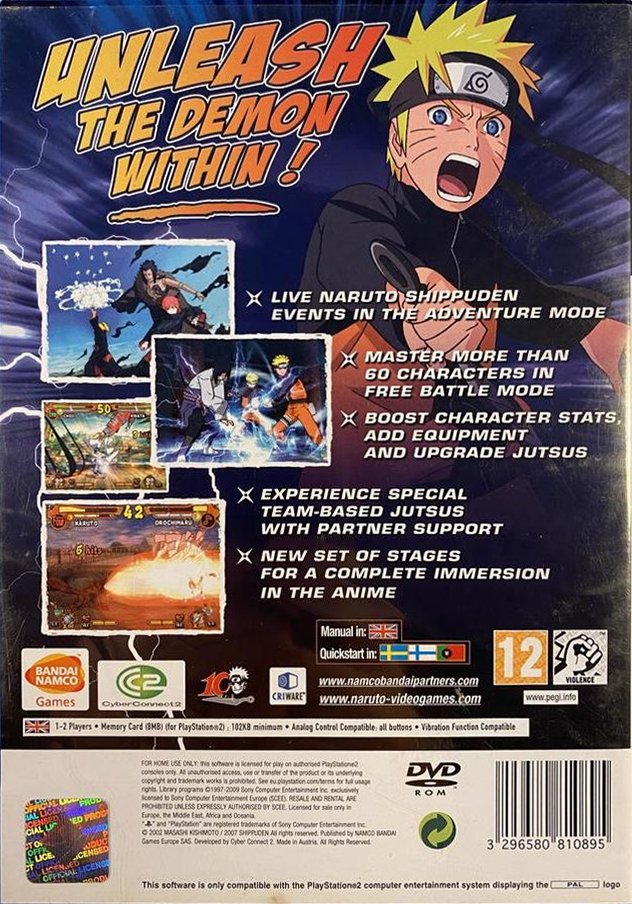 UNLEASH
THE DEMON
WITHIN!
LIVE NARUTO SHIPPUDEN
EVENTS IN THE ADVENTURE MODE
MASTER MORE THAN
60 CHARACTERS IN
FREE BATTLE MODE
BOOST CHARACTER STATS,
ADD EQUIPMENT
AND UPGRADE JUTSUS
50
42
NARUTO
OROCHIMARU
6 hits
EXPERIENCE SPECIAL
TEAM-BASED JUTSUS
WITH PARTNER SUPPORT
NEW SET OF STAGES
FOR A COMPLETE IMMERSION
IN THE ANIME
Manual in:
Quickstart in:
www.namcobandaipartners.com
www.naruto-videogames.com
12
VIOLENCE
www.pegi.info
BANDAI
NAMCO
Games
CyberConnect2
10
CRIWARE
1-2 Players • Memory Card (8MB) (for PlayStation®2) : 102KB minimum • Analog Control Compatible: all buttons • Vibration Function Compatible
FOR HOME USE ONLY: this software is licensed for play on authorised PlayStation®2
consoles only. All unauthorised access, use or transfer of the product or its underlying
copyright and trademark works is prohibited. See eu.playstation.com/terms for full usage
rights. Library programs ©1997-2009 Sony Computer Entertainment Inc. exclusively
licensed to Sony Computer Entertainment Europe (SCEE). RESALE AND RENTAL ARE
PROHIBITED UNLESS EXPRESSLY AUTHORISED BY SCEE. Licensed for sale only in
Europe, the Middle East, Africa and Oceania.
" " and "PlayStation" are registered trademarks of Sony Computer Entertainment Inc.
© 2002 MASASHI KISHIMOTO / 2007 SHIPPUDEN All rights reserved. Published by NAMCO BANDAI
Games Europe SAS. Developed by Cyber Connect 2. Made in Austria. All Rights Reserved.
DVD
ROM
3 296580 810895
This software is only compatible with the PlayStation®2 computer entertainment system displaying the PAL logo